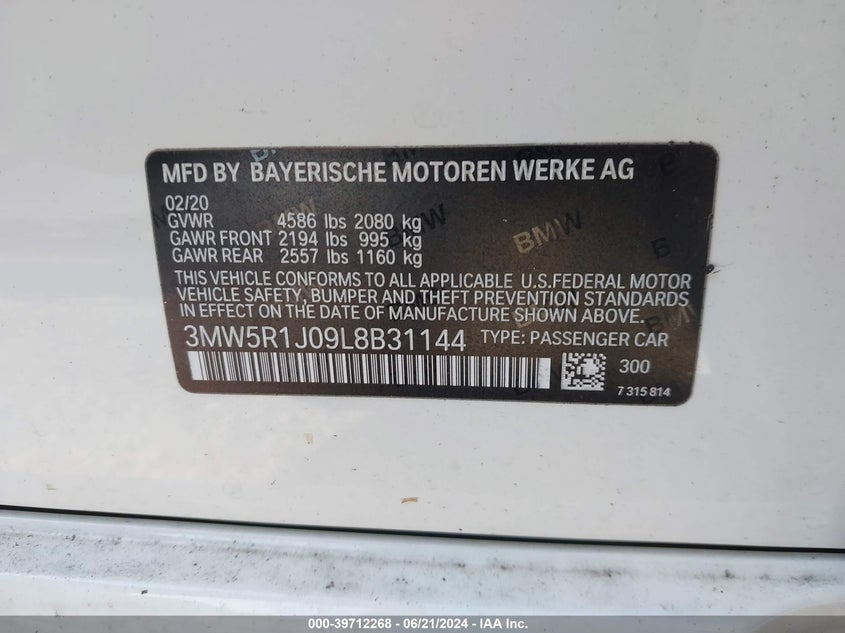 MFD BY BAYERISCHE MOTOREN WERKE AG
02/20
GVWR 4586 lbs 2080 kg
GAWR FRONT 2194 lbs 995 kg
GAWR REAR 2557 lbs 1160 kg
THIS VEHICLE CONFORMS TO ALL APPLICABLE U.S.FEDERAL MOTOR
VEHICLE SAFETY, BUMPER AND THEFT PREVENTION STANDARDS
IN EFFECT ON THE DATE OF MANUFACTURE SHOWN ABOVE.
3MW5R1J09L8B31144 TYPE: PASSENGER CAR
300
7 315 814
BMW
BMW
000-39712268 - 06/21/2024 - IAA Inc.